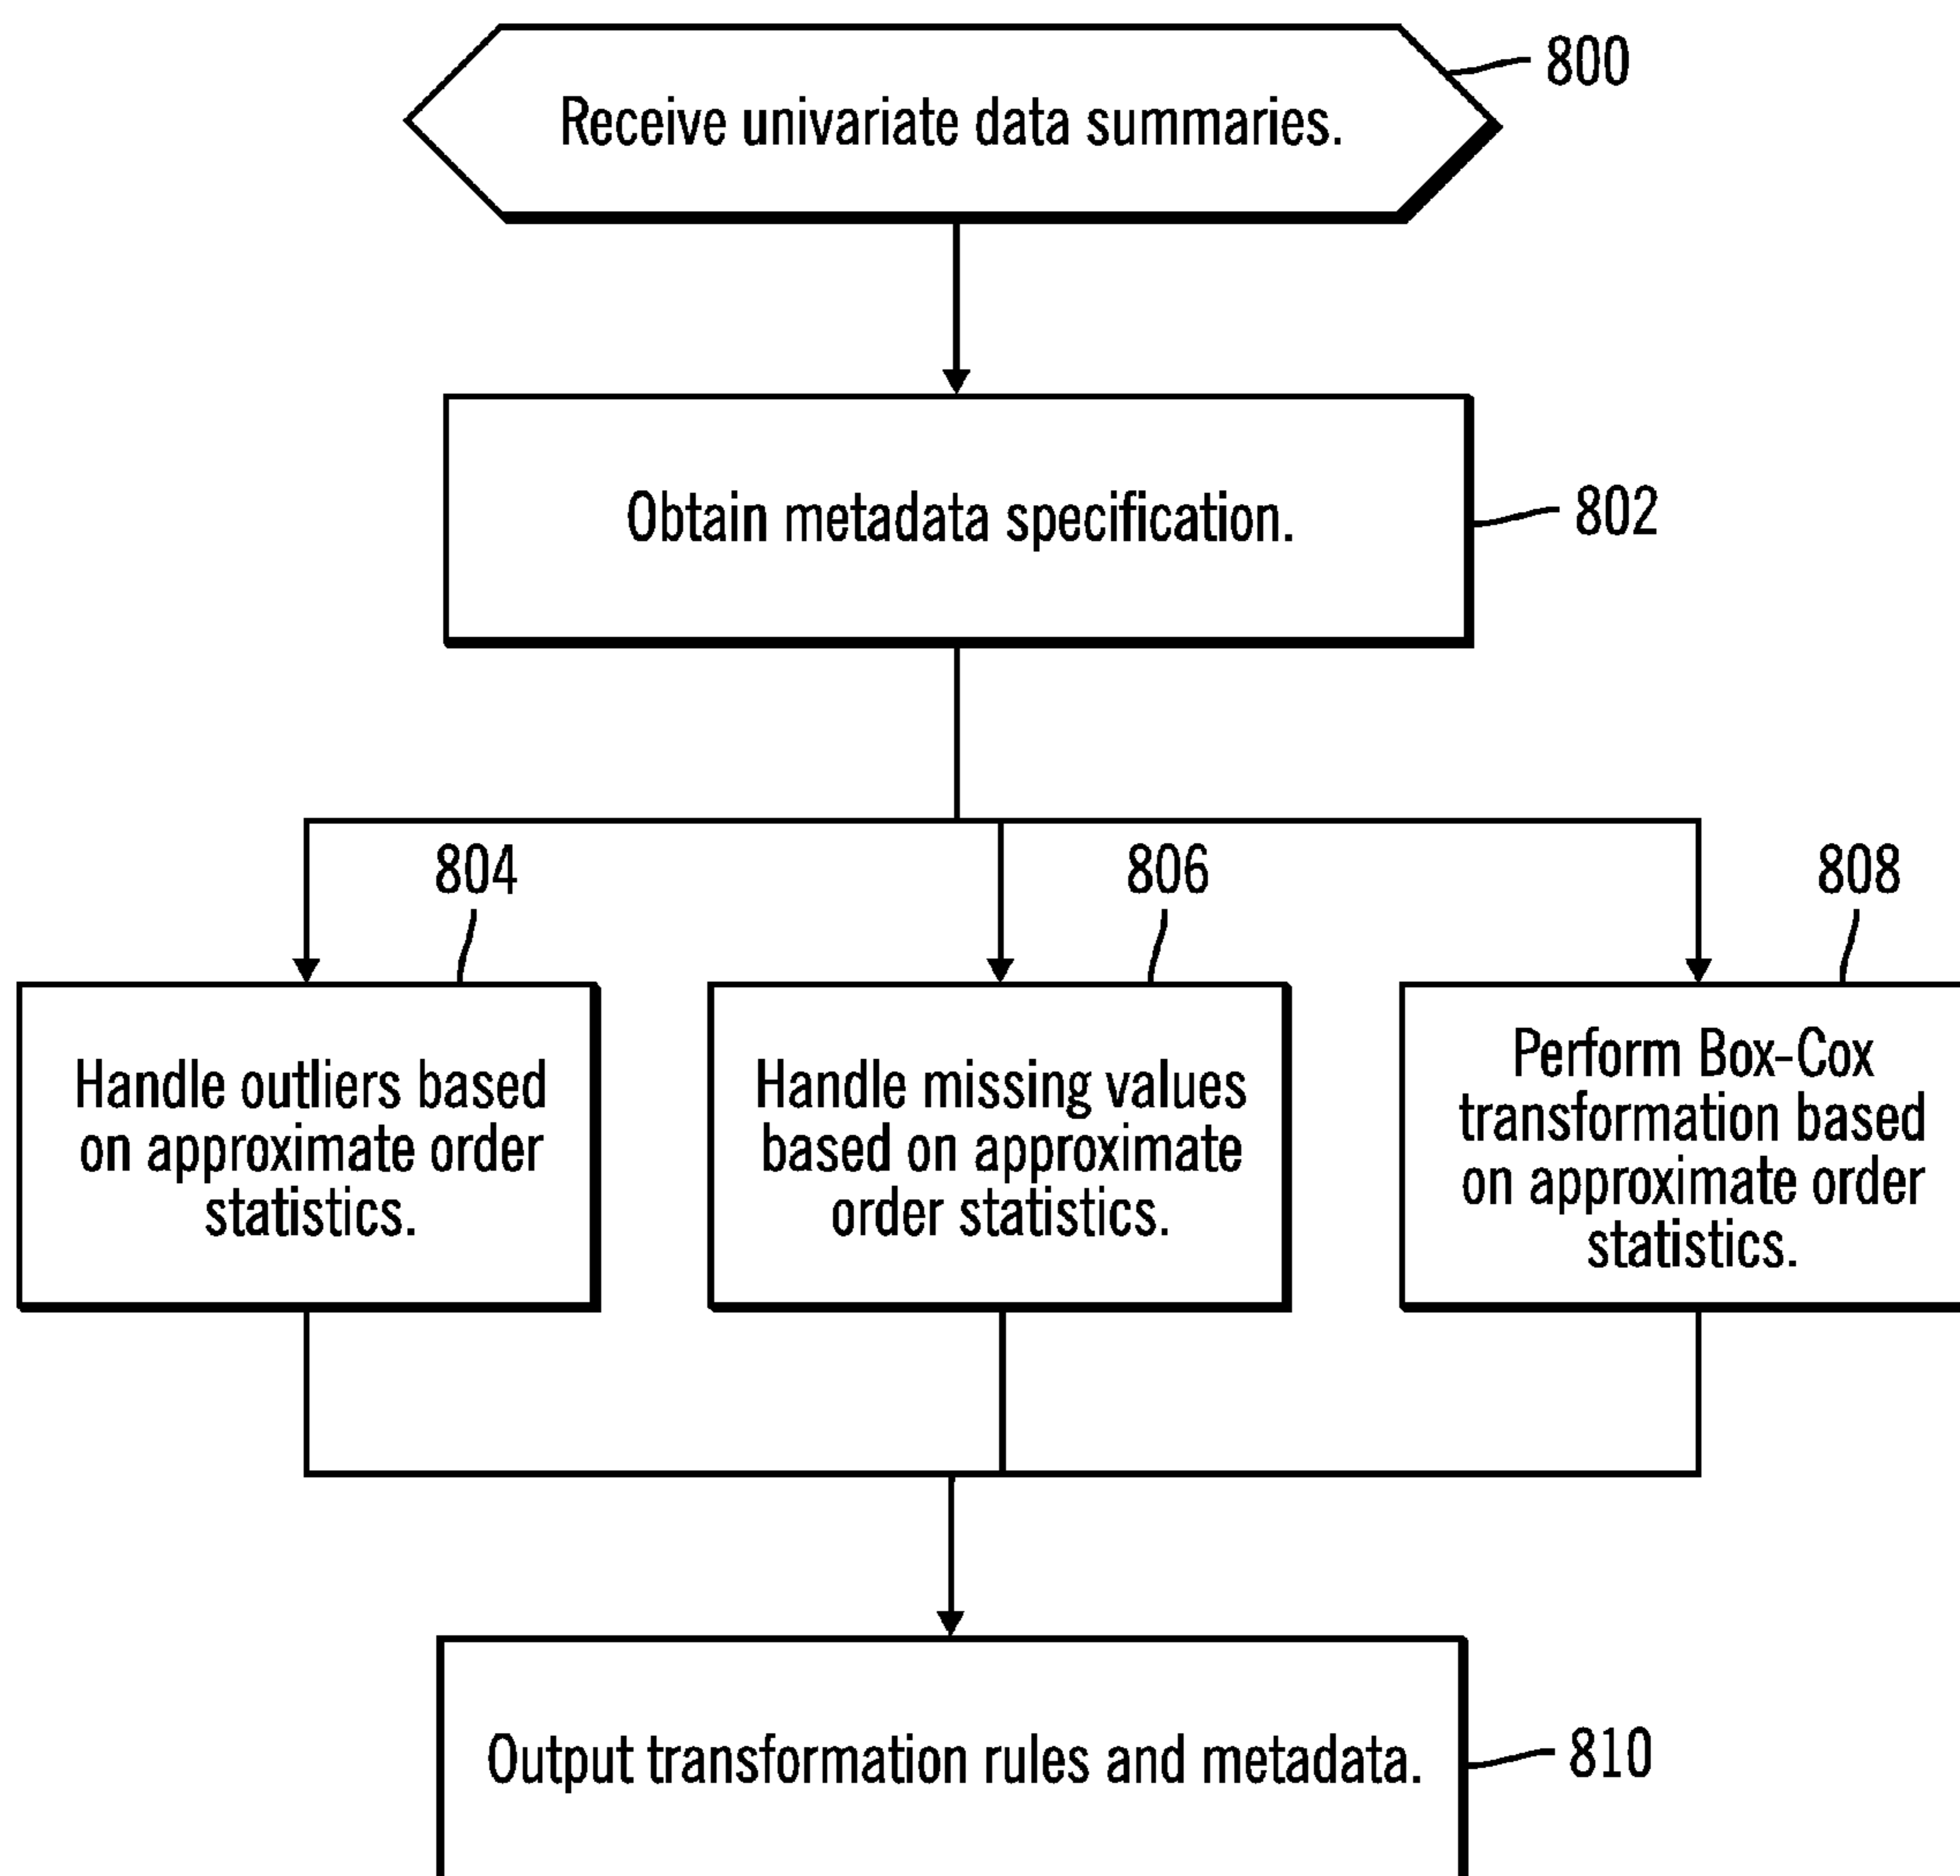 800
Receive univariate data summaries.
Obtain metadata specification.
802
804
806
808
Handle outliers based
on approximate order
statistics.
Handle missing values
based on approximate
order statistics.
Perform Box-Cox
transformation based
on approximate order
statistics.
Output transformation rules and metadata.
810